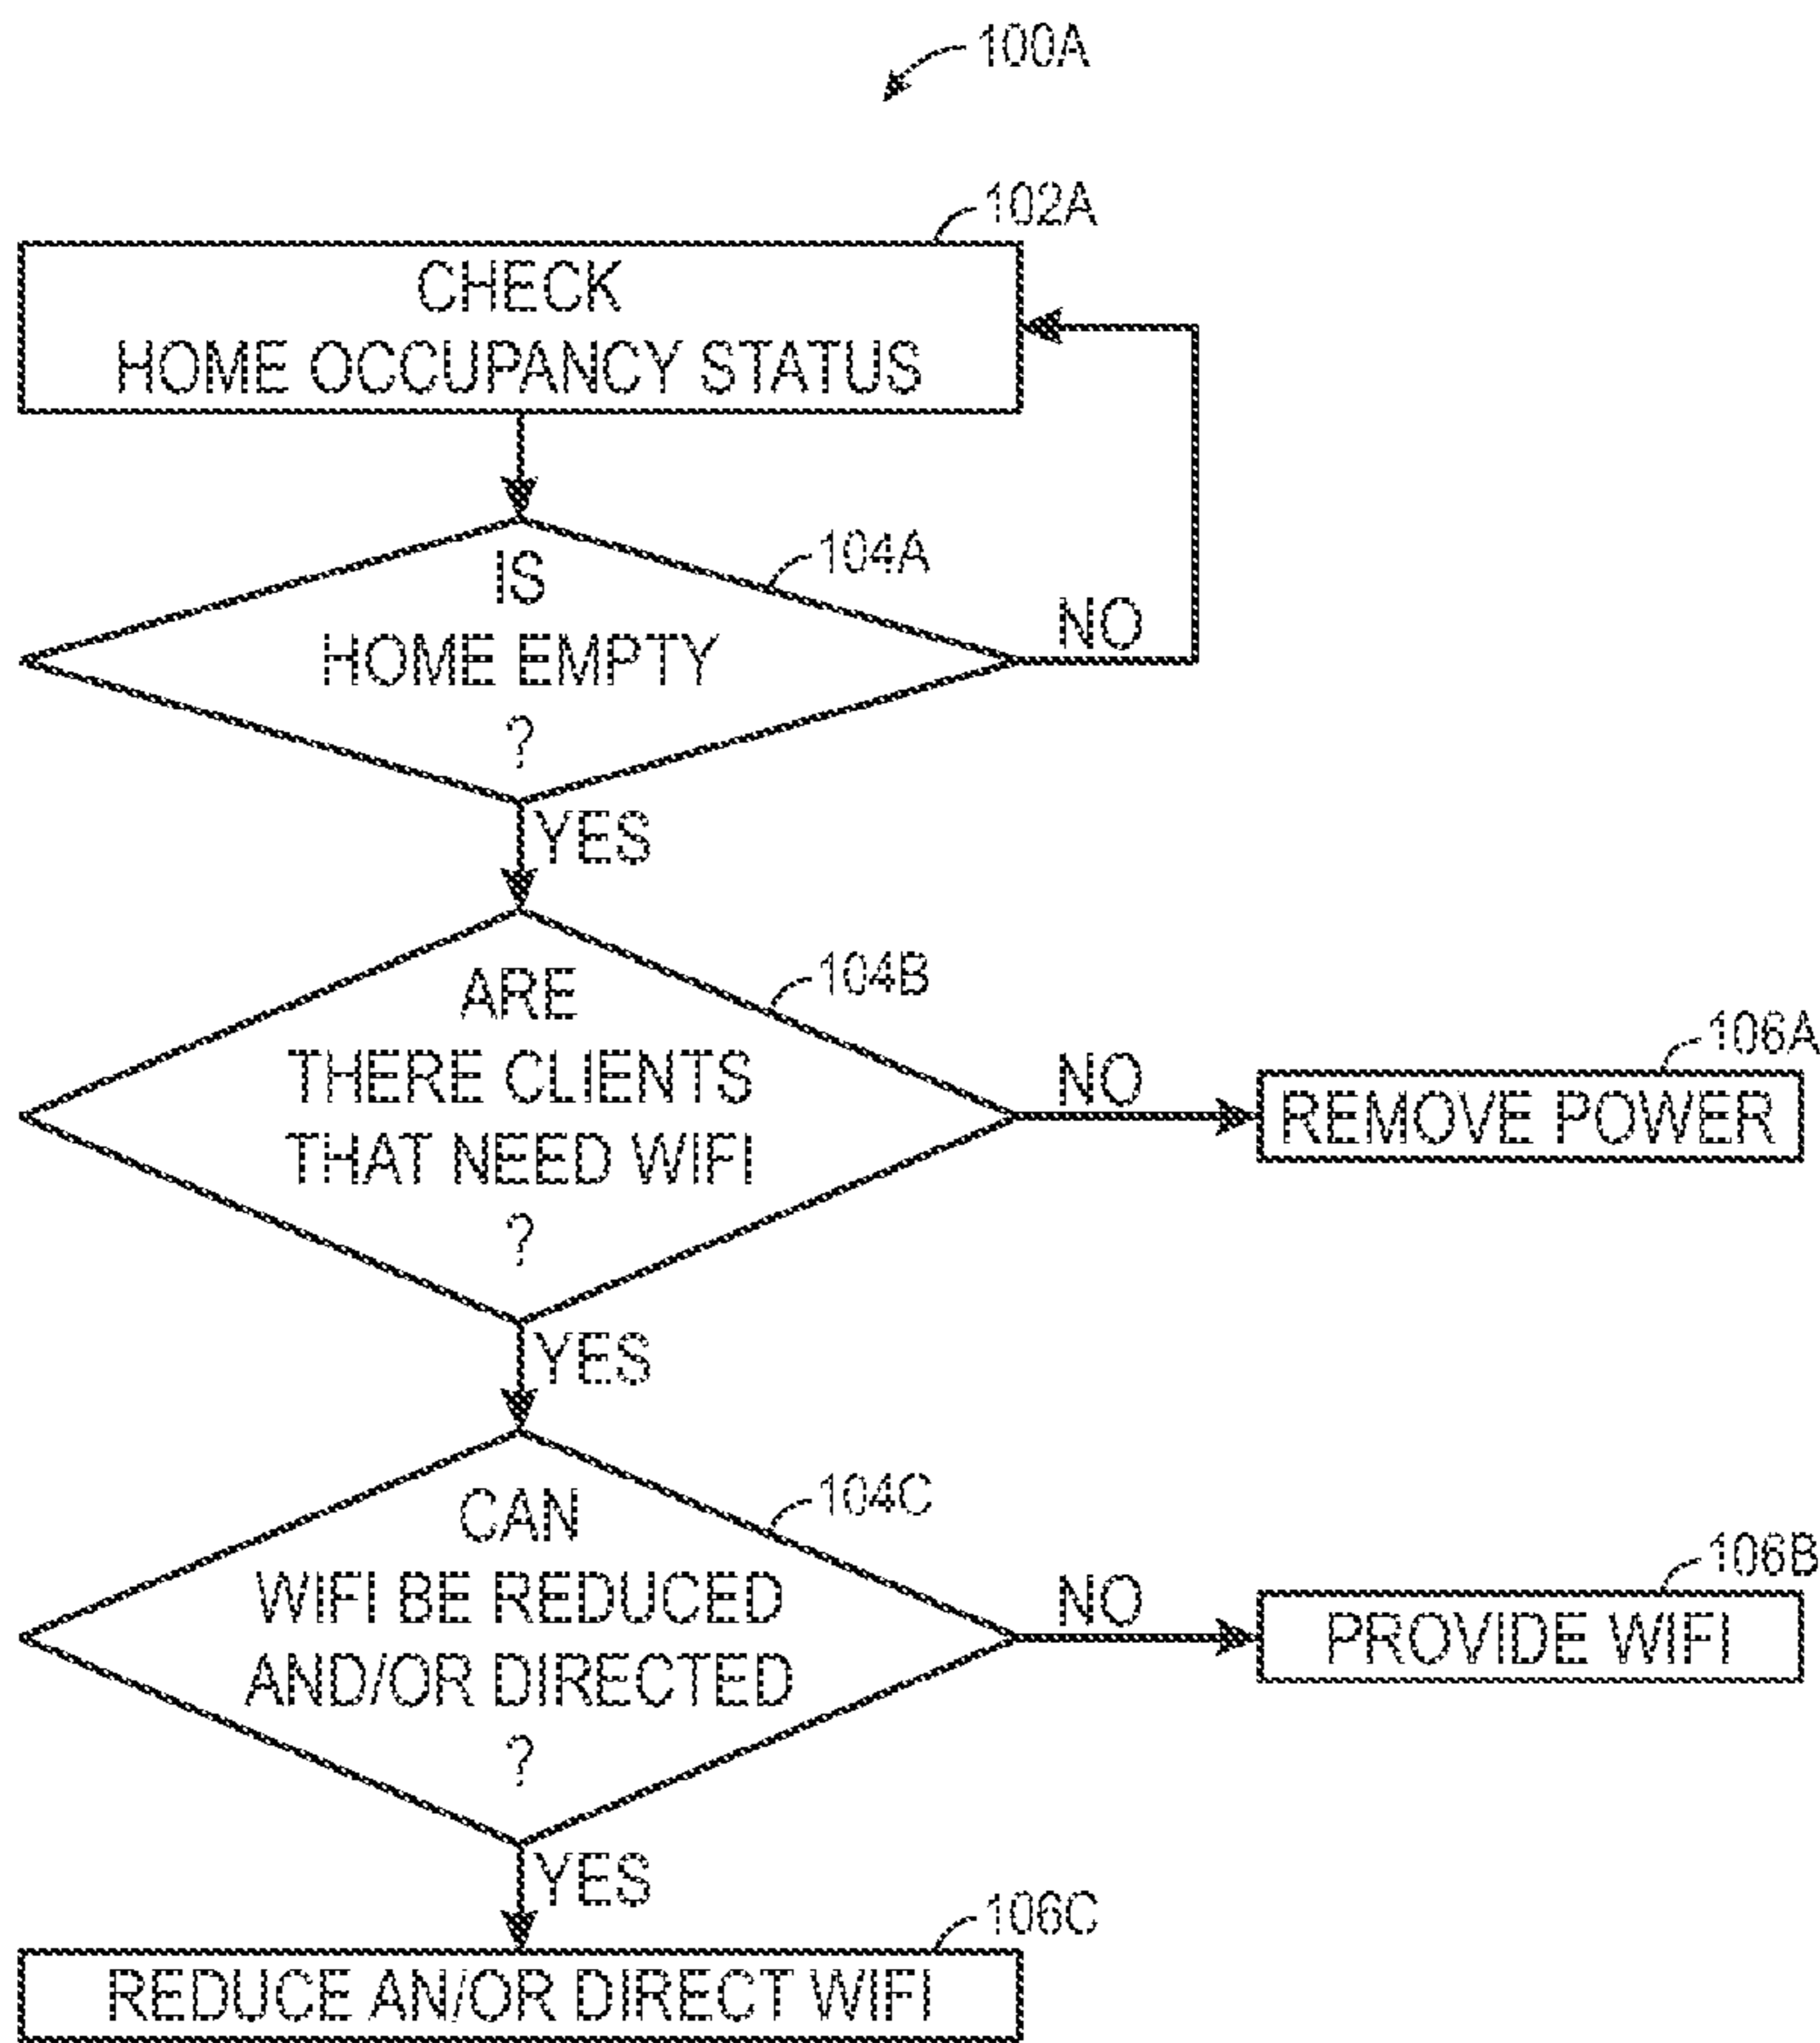 100A
102A
CHECK
HOME OCCUPANCY STATUS
104A
IS
HOME EMPTY
?
NO
YES
104B
ARE
THERE CLIENTS
THAT NEED WIFI
?
NO
106A
REMOVE POWER
YES
104C
CAN
WIFI BE REDUCED
AND/OR DIRECTED
?
NO
106B
PROVIDE WIFI
YES
106C
REDUCE AN/OR DIRECT WIFI